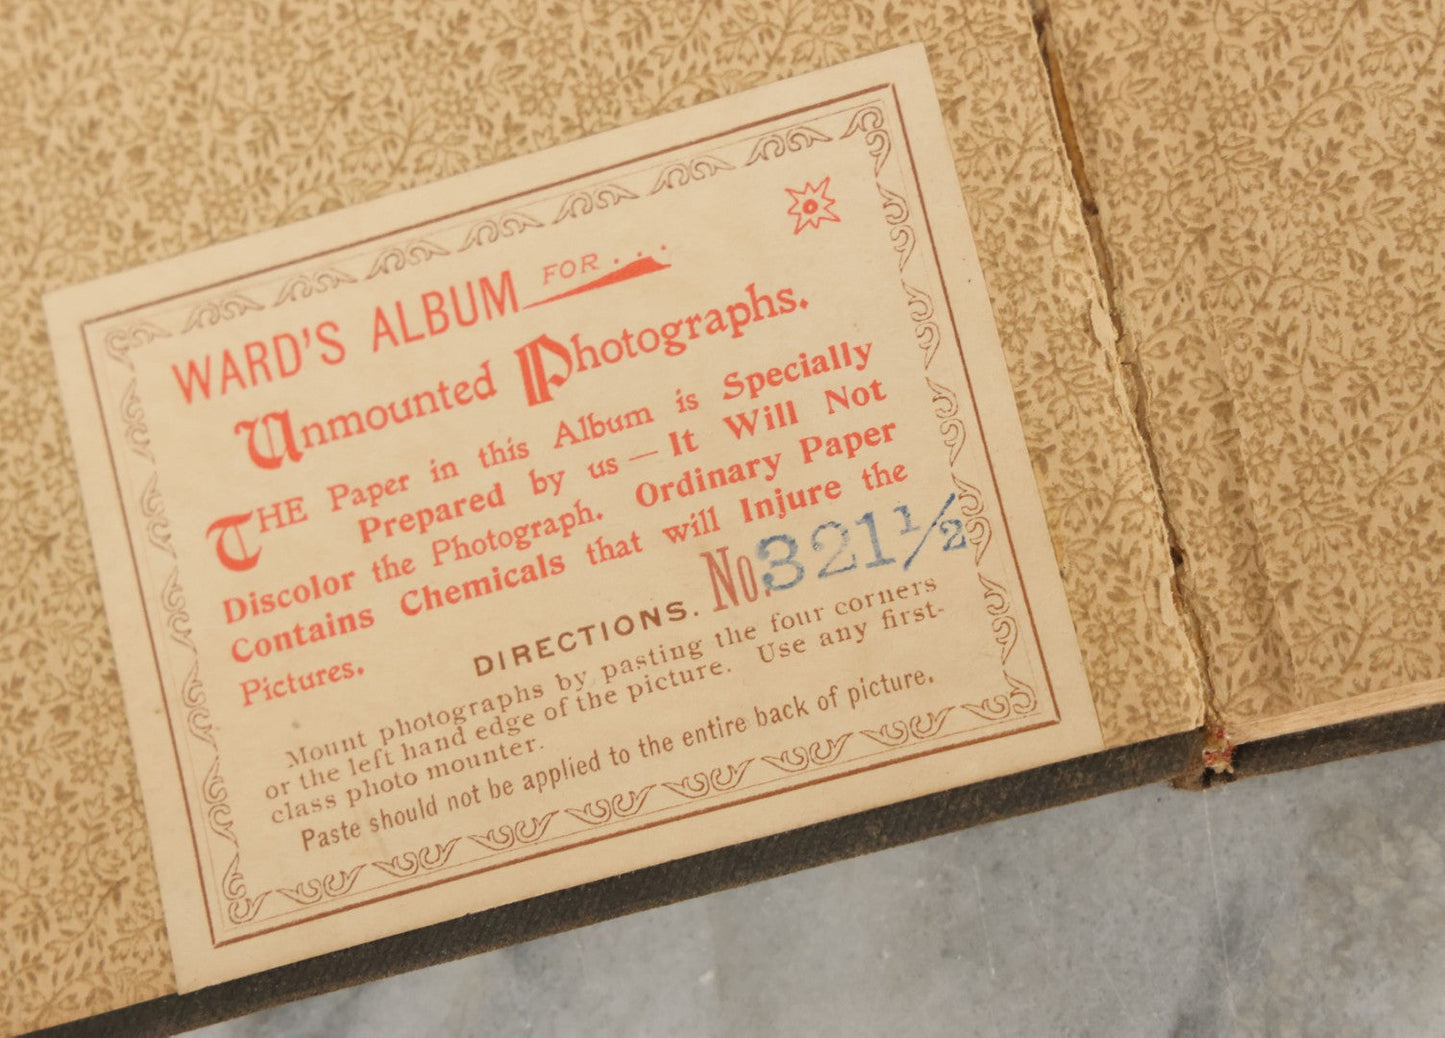 WARD'S ALBUM FOR . . .
Unmounted Photographs.
THE Paper in this Album is Specially
Prepared by us — It Will Not
Discolor the Photograph. Ordinary Paper
Contains Chemicals that will Injure the
Pictures.
No. 321½
DIRECTIONS.
Mount photographs by pasting the four corners
or the left hand edge of the picture. Use any first-
class photo mounter.
Paste should not be applied to the entire back of picture.